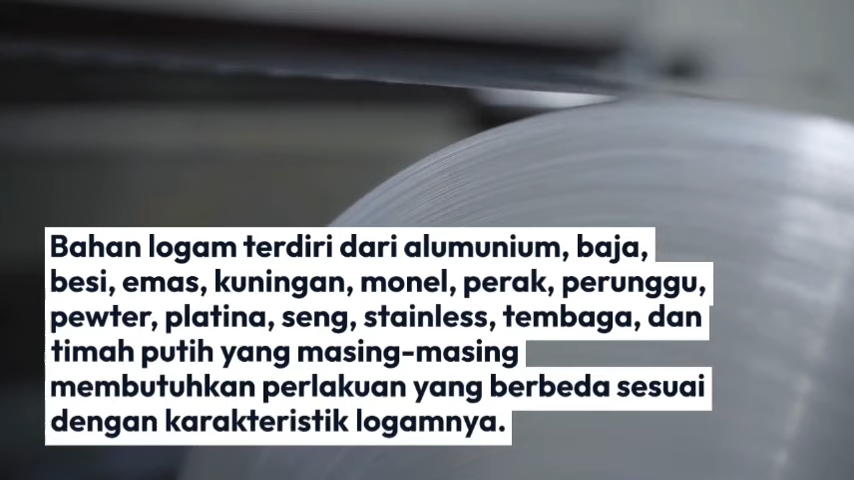 Bahan logam terdiri dari alumunium, baja,
besi, emas, kuningan, monel, perak, perunggu,
pewter, platina, seng, stainless, tembaga, dan
timah putih yang masing-masing
membutuhkan perlakuan yang berbeda sesuai
dengan karakteristik logamnya.